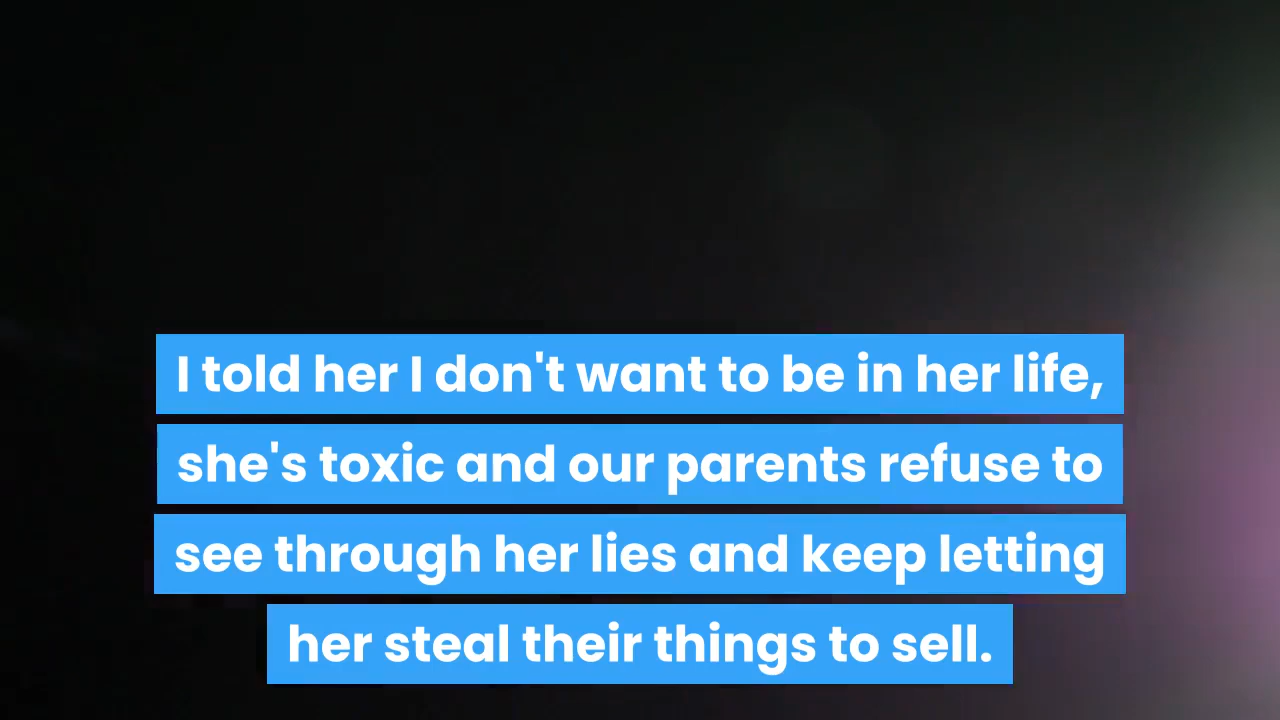 I told her I don't want to be in her life,
she's toxic and our parents refuse to
see through her lies and keep letting
her steal their things to sell.